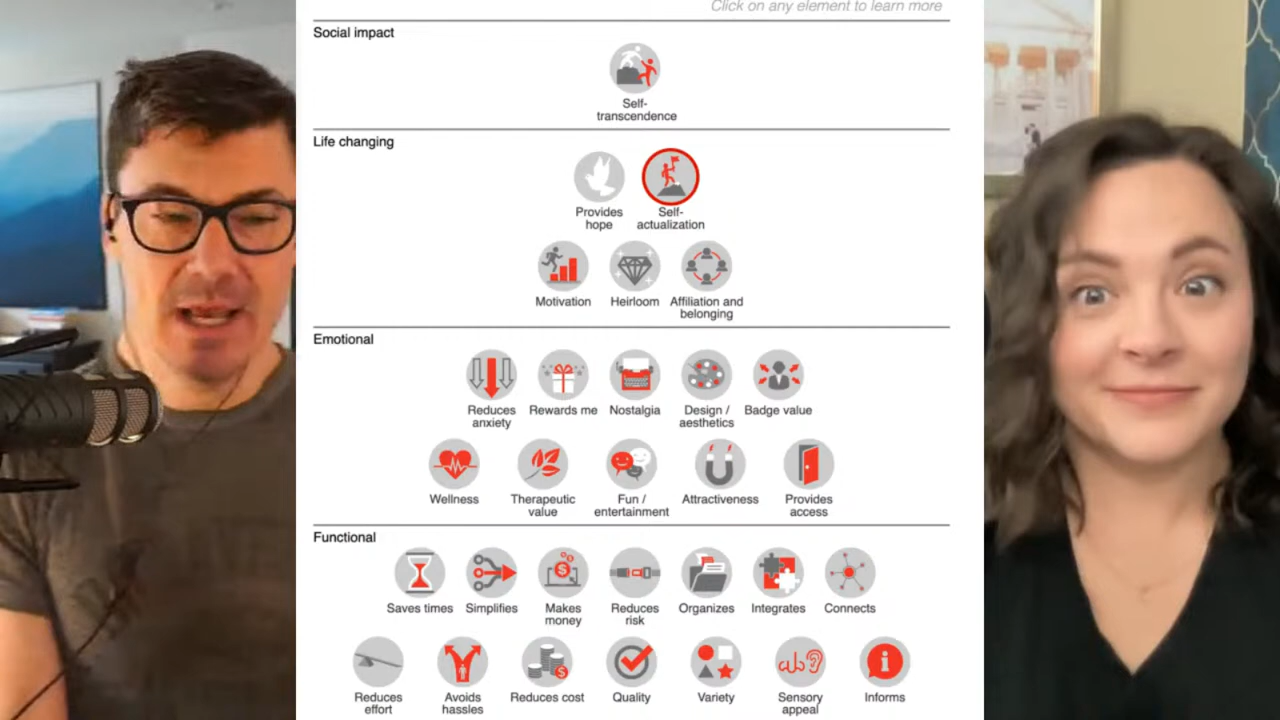 Click on any element to learn more
Social impact
Self-
transcendence
Life changing
Provides
hope
Self-
actualization
Motivation
Heirloom
Affiliation and
belonging
Emotional
Reduces
anxiety
Rewards me
Nostalgia
Design /
aesthetics
Badge value
Wellness
Therapeutic
value
Fun /
entertainment
Attractiveness
Provides
access
Functional
Saves times
Simplifies
Makes
money
Reduces
risk
Organizes
Integrates
Connects
Reduces
effort
Avoids
hassles
Reduces cost
Quality
Variety
Sensory
appeal
Informs